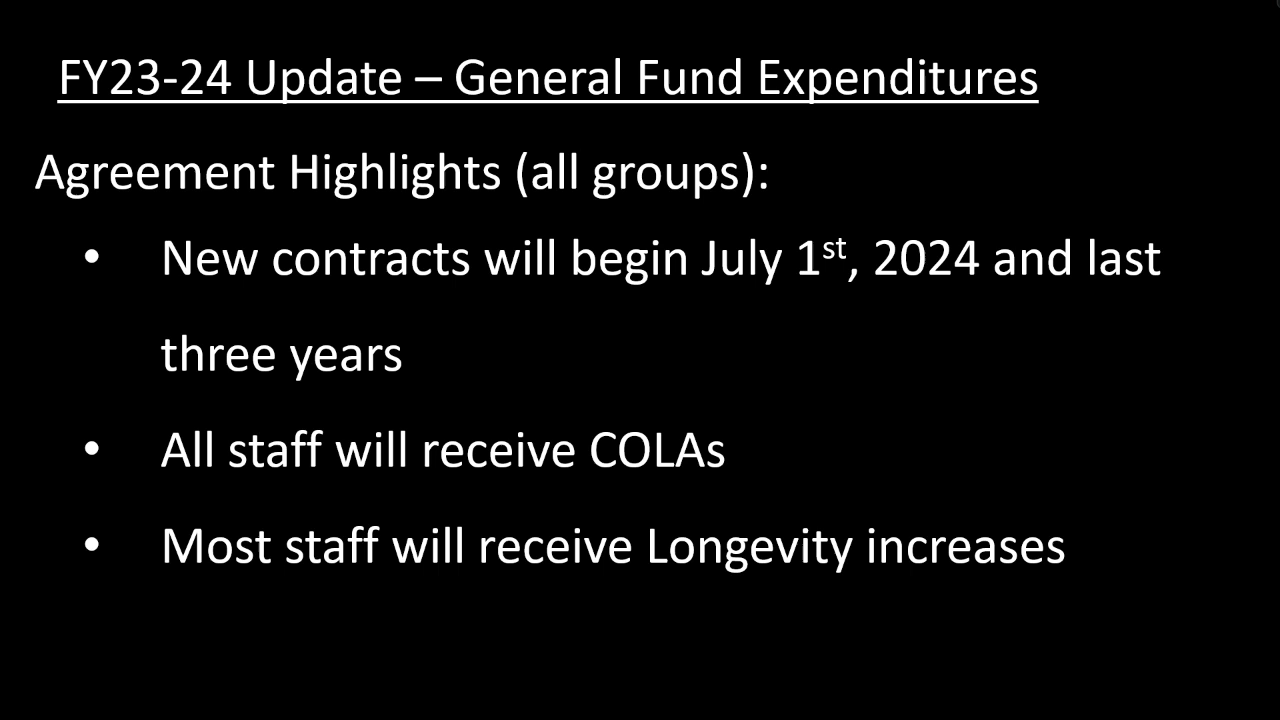 FY23-24 Update – General Fund Expenditures
Agreement Highlights (all groups):
• New contracts will begin July 1st, 2024 and last
three years
• All staff will receive COLAs
• Most staff will receive Longevity increases